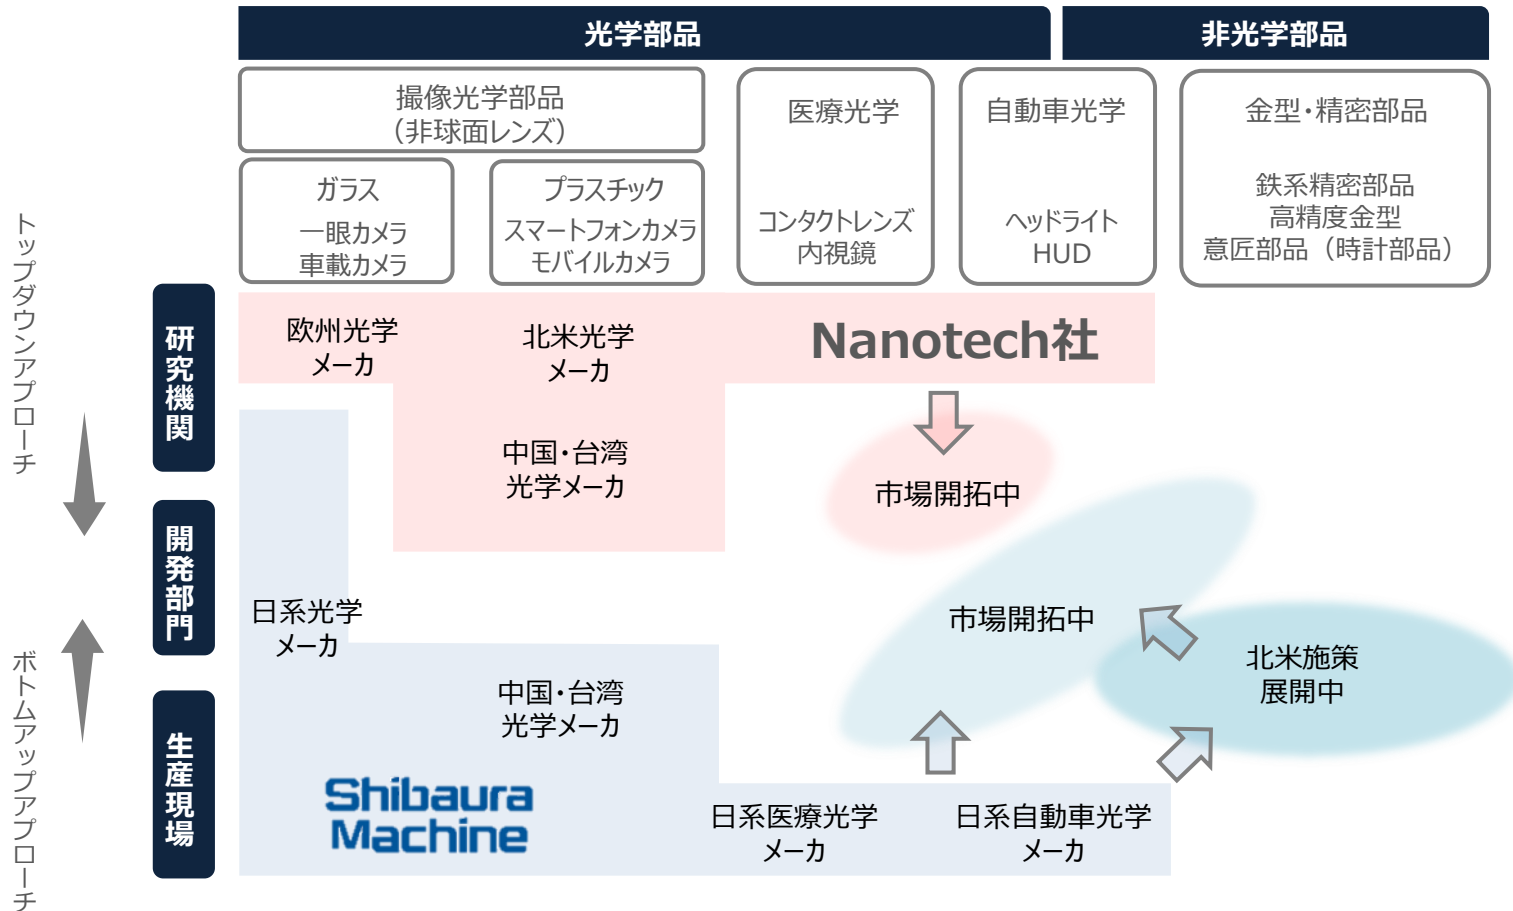 光学部品
非光学部品
撮像光学部品
（非球面レンズ）
医療光学
自動車光学
金型・精密部品
ガラス
一眼カメラ
車載カメラ
プラスチック
スマートフォンカメラ
モバイルカメラ
コンタクトレンズ
内視鏡
ヘッドライト
HUD
鉄系精密部品
高精度金型
意匠部品（時計部品）
トップダウンアプローチ
ボトムアップアプローチ
研究機関
開発部門
生産現場
欧州光学
メーカ
北米光学
メーカ
Nanotech社
中国・台湾
光学メーカ
市場開拓中
日系光学
メーカ
市場開拓中
北米施策
展開中
中国・台湾
光学メーカ
Shibaura
Machine
日系医療光学
メーカ
日系自動車光学
メーカ